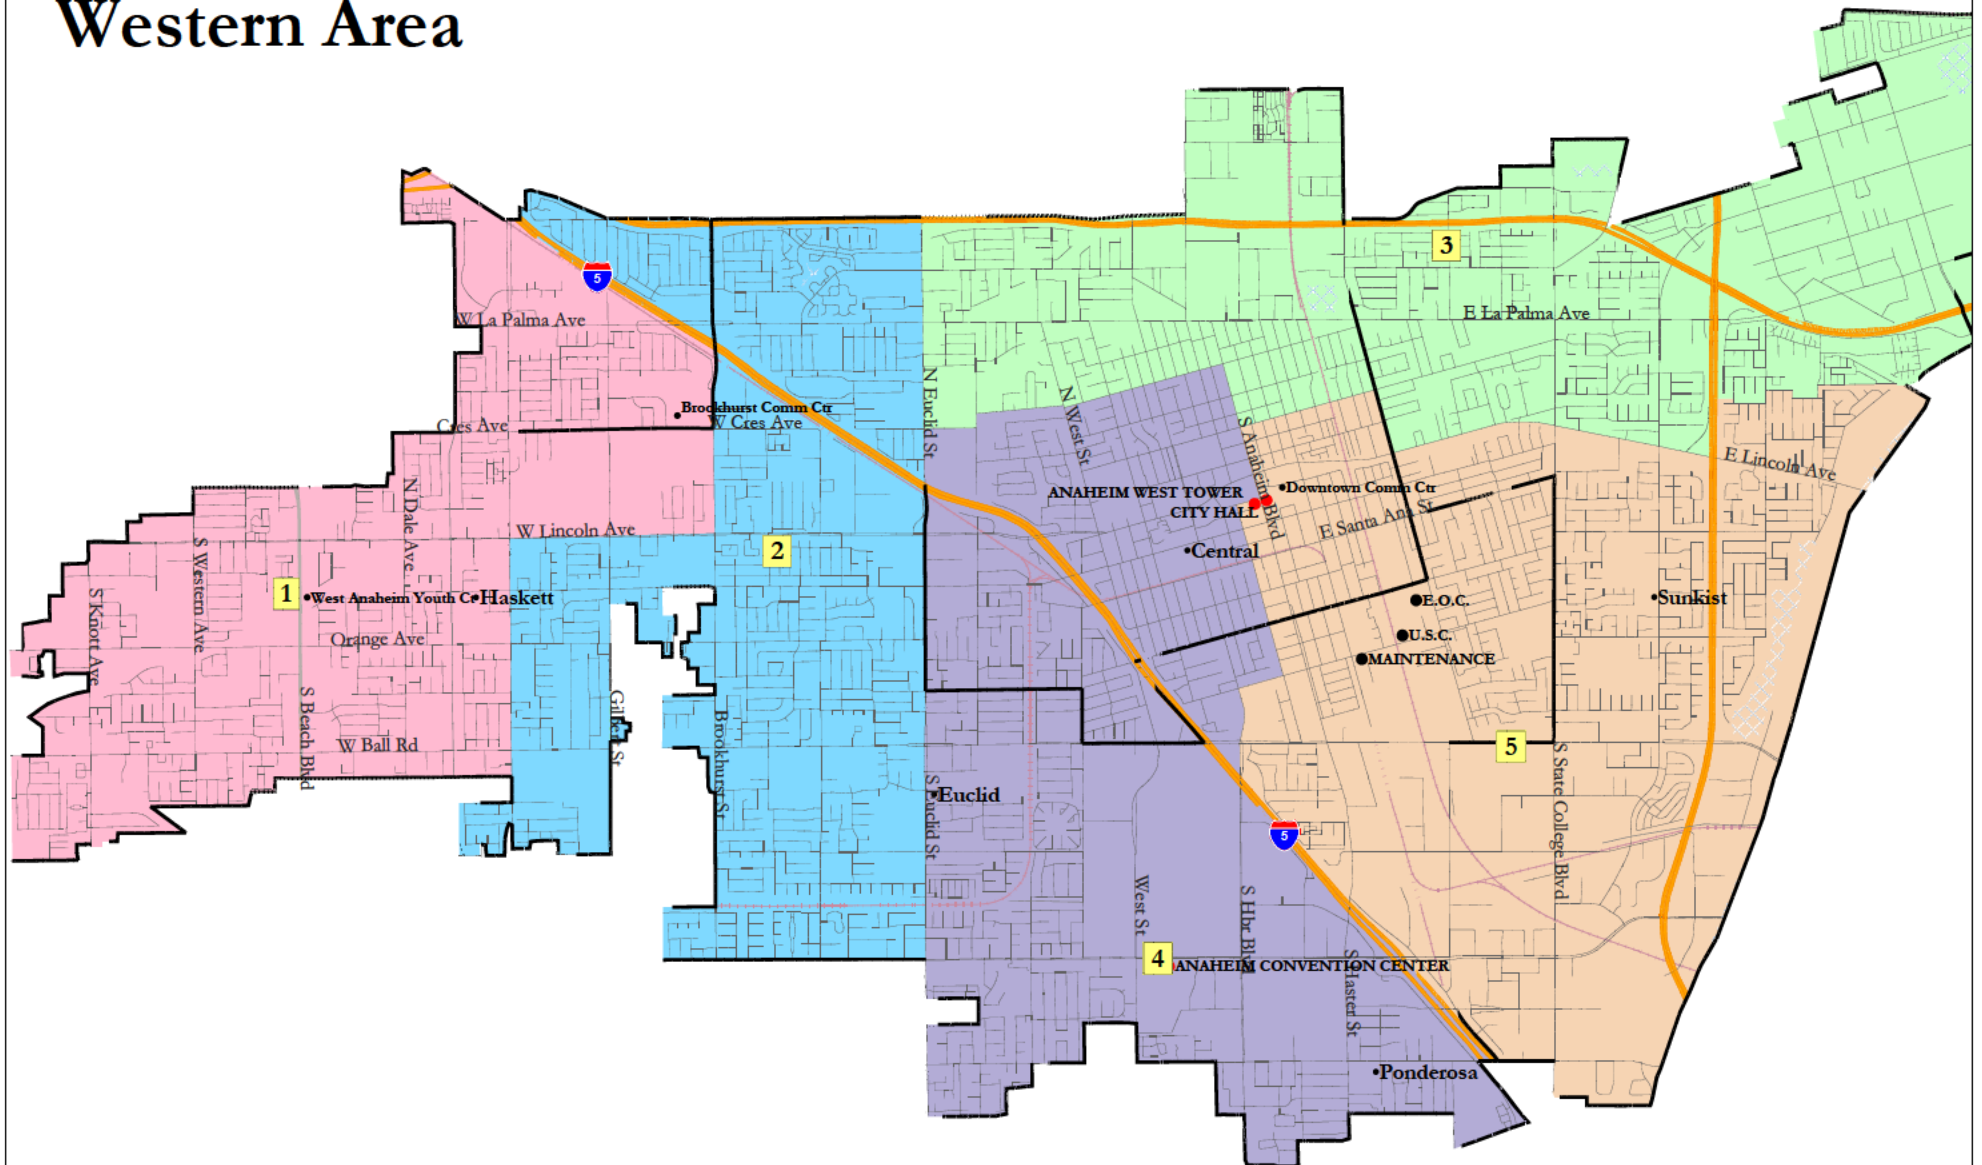 Western Area
3
5
W La Palma Ave
E La Palma Ave
Brookhurst Comm Ctr
W Cres Ave
Cres Ave
N Euclid St
N West St
S Anaheim Blvd
E Lincoln Ave
N Dale Ave
ANAHEIM WEST TOWER
Downtown Comm Ctr
CITY HALL
E Santa Ana St
W Lincoln Ave
2
Central
S Western Ave
S Knott Ave
1
West Anaheim Youth Ctr
Haskett
E.O.C.
Sunkist
Orange Ave
U.S.C.
MAINTENANCE
S Beach Blvd
Gilbert St
Brookhurst St
W Ball Rd
5
S State College Blvd
S Euclid St
Euclid
5
West St
S Hbr Blvd
4
ANAHEIM CONVENTION CENTER
S Haster St
Ponderosa